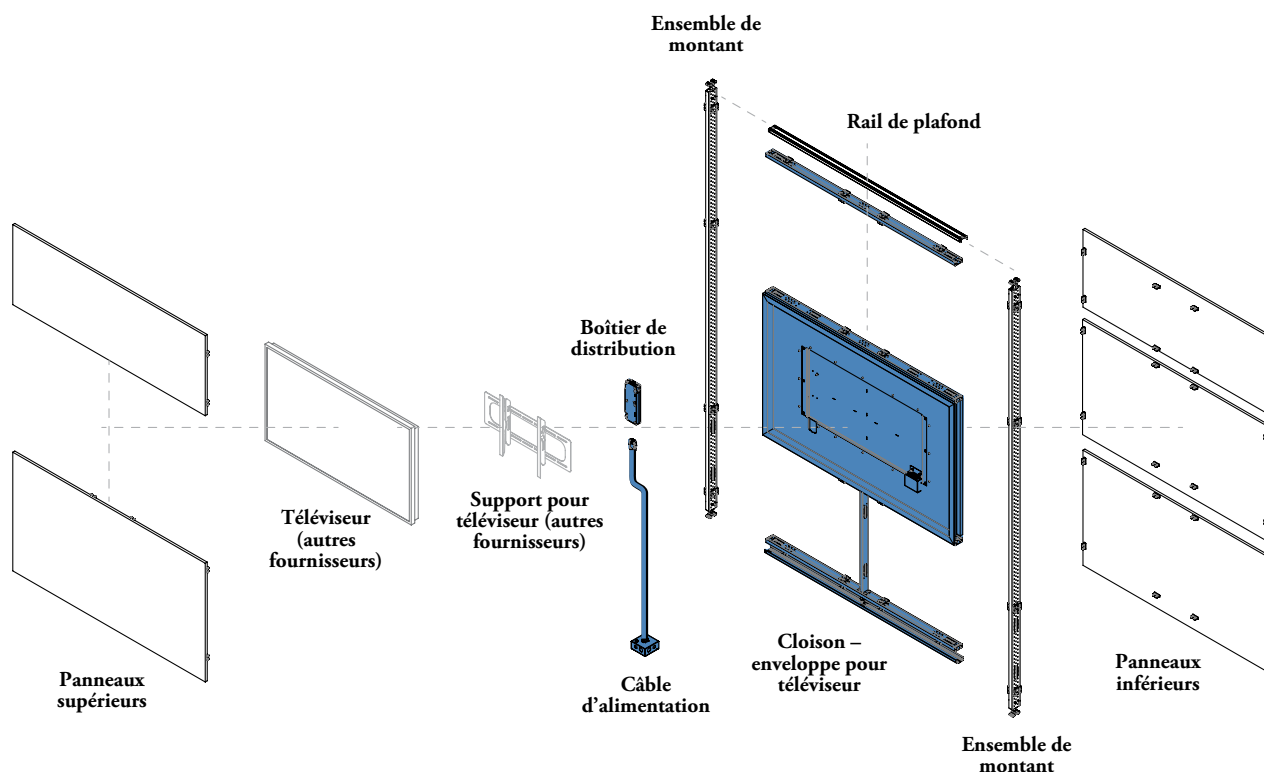 Ensemble de
montant
Rail de plafond
Boîtier de
distribution
Téléviseur
(autres
fournisseurs)
Support pour
téléviseur (autres
fournisseurs)
Panneaux
supérieurs
Câble
d’alimentation
Cloison –
enveloppe pour
téléviseur
Panneaux
inférieurs
Ensemble de
montant